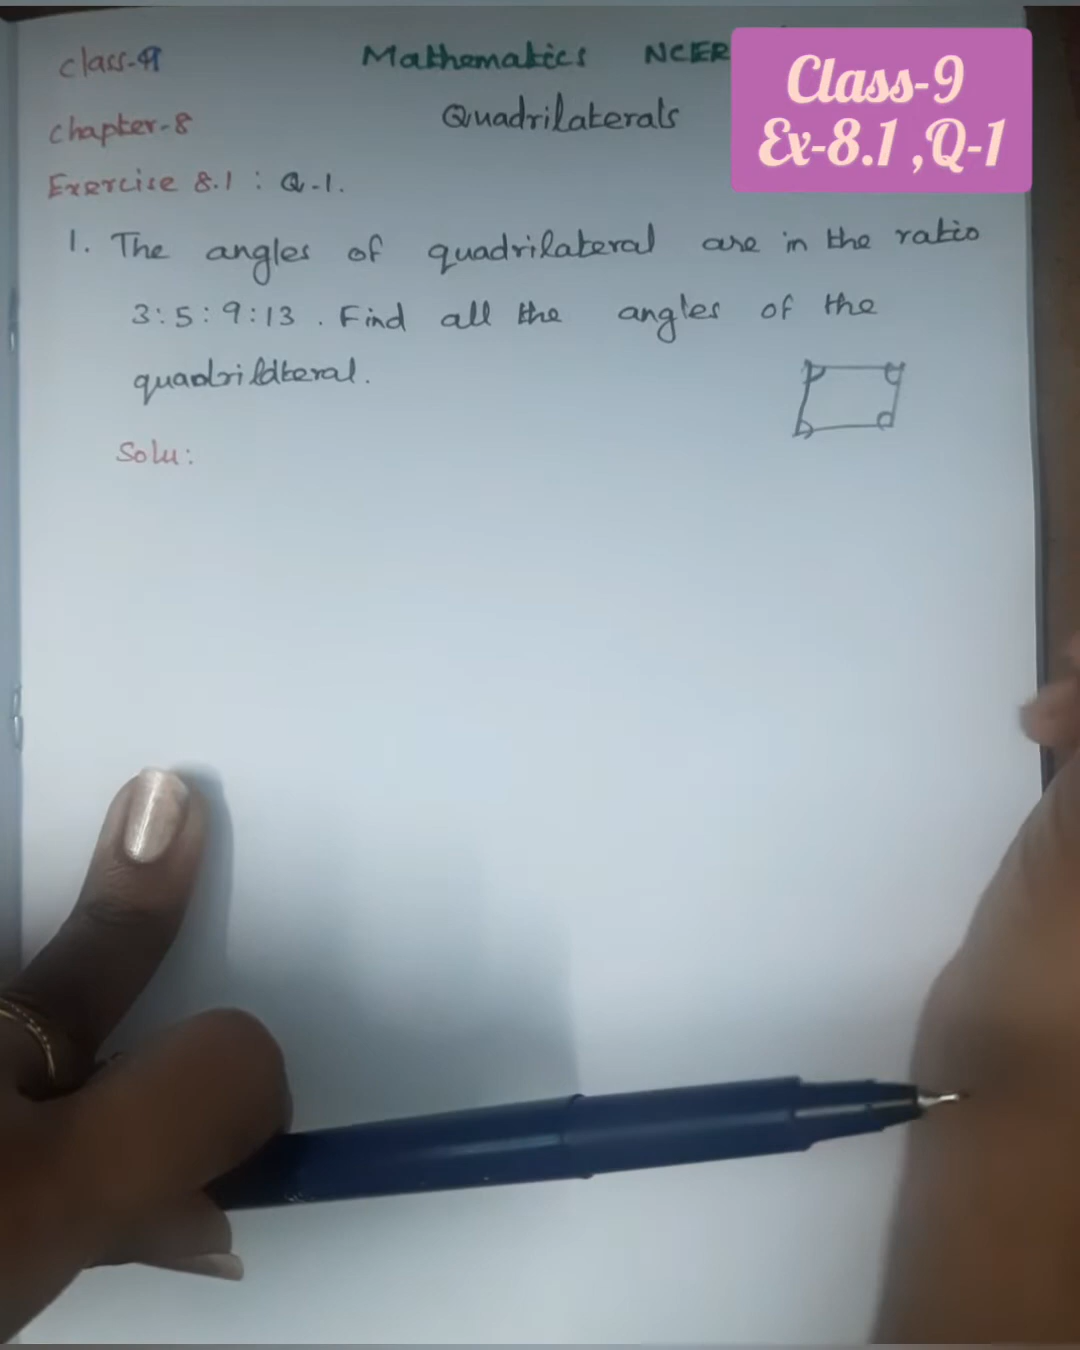 class-9
Mathematics NCER
Class-9
Ex-8.1 ,Q-1
chapter-8
Quadrilaterals
Exercise 8.1 : Q-1.
1. The angles of quadrilateral are in the ratio
3:5:9:13 . Find all the angles of the
quadrilateral.
Solu: